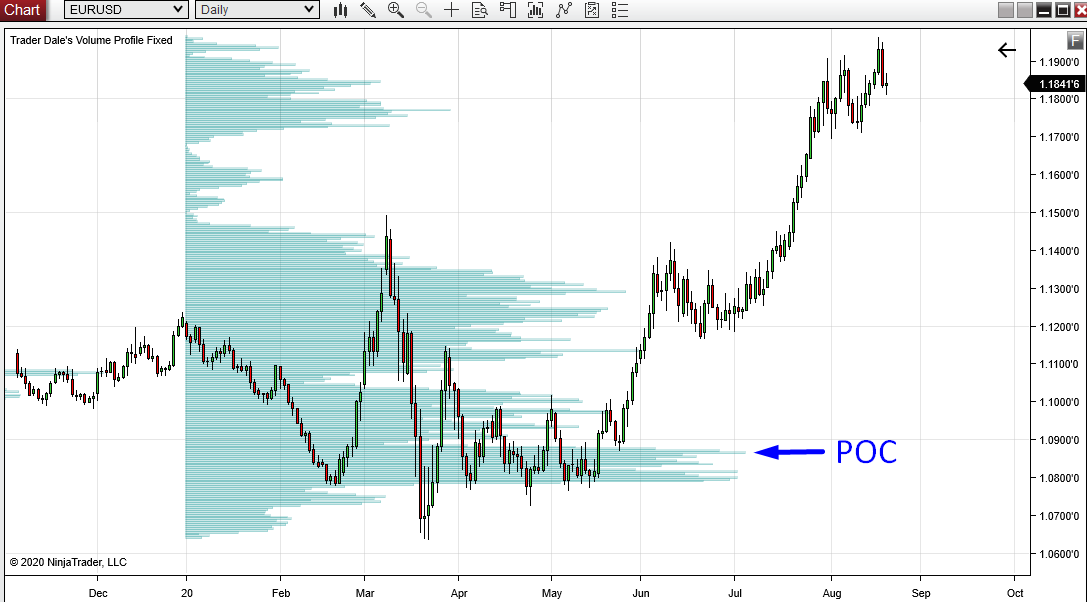 Chart
EURUSD
Daily
Trader Dale's Volume Profile Fixed
F
1.1900'0
1.1841'6
1.1800'0
1.1700'0
1.1600'0
1.1500'0
1.1400'0
1.1300'0
1.1200'0
1.1100'0
1.1000'0
1.0900'0
POC
1.0800'0
1.0700'0
1.0600'0
© 2020 NinjaTrader, LLC
Dec 20 Feb Mar Apr May Jun Jul Aug Sep Oct